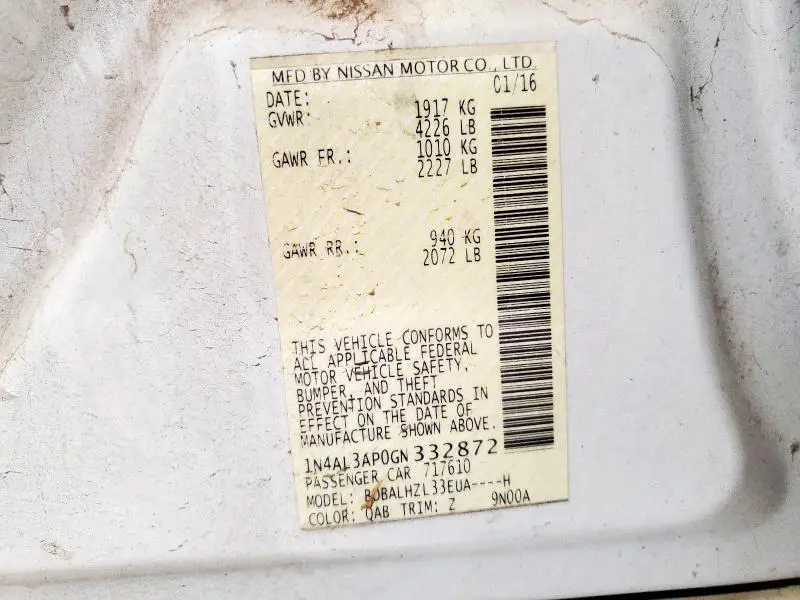 MFD BY NISSAN MOTOR CO., LTD.
DATE: 01/16
GVWR: 1917 KG
4226 LB
GAWR FR.: 1010 KG
2227 LB
GAWR RR.: 940 KG
2072 LB
THIS VEHICLE CONFORMS TO
ALL APPLICABLE FEDERAL
MOTOR VEHICLE SAFETY,
BUMPER, AND THEFT
PREVENTION STANDARDS IN
EFFECT ON THE DATE OF
MANUFACTURE SHOWN ABOVE.
1N4AL3AP0GN332872
PASSENGER CAR 717610
MODEL: BDBALHZL33EUA----H
COLOR: QAB TRIM: Z 9N00A